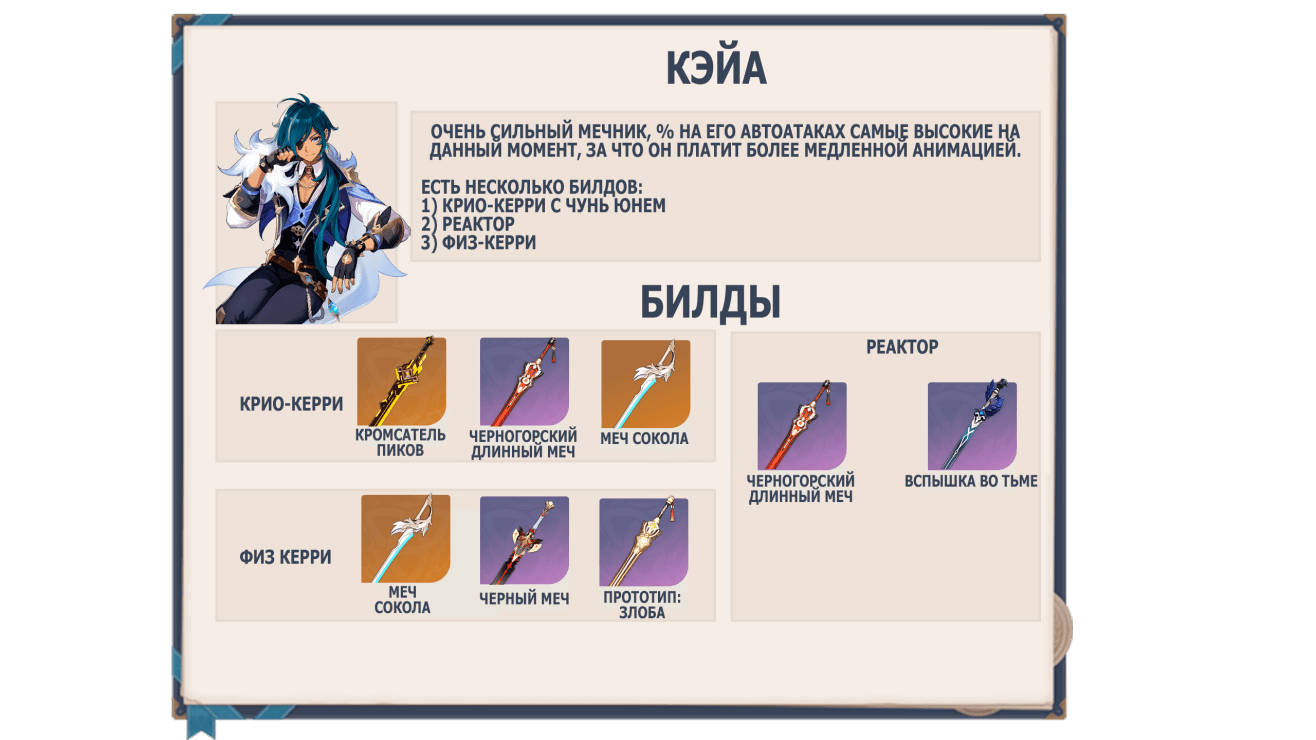 КЭЙА
ОЧЕНЬ СИЛЬНЫЙ МЕЧНИК, % НА ЕГО АВТОАТАКАХ САМЫЕ ВЫСОКИЕ НА
ДАННЫЙ МОМЕНТ, ЗА ЧТО ОН ПЛАТИТ БОЛЕЕ МЕДЛЕННОЙ АНИМАЦИЕЙ.
ЕСТЬ НЕСКОЛЬКО БИЛДОВ:
1) КРИО-КЕРРИ С ЧУНЬ ЮНЕМ
2) РЕАКТОР
3) ФИЗ-КЕРРИ
БИЛДЫ
КРИО-КЕРРИ
КРОМСАТЕЛЬ
ПИКОВ
ЧЕРНОГОРСКИЙ
ДЛИННЫЙ МЕЧ
МЕЧ СОКОЛА
ФИЗ КЕРРИ
МЕЧ
СОКОЛА
ЧЕРНЫЙ МЕЧ
ПРОТОТИП:
ЗЛОБА
РЕАКТОР
ЧЕРНОГОРСКИЙ
ДЛИННЫЙ МЕЧ
ВСПЫШКА ВО ТЬМЕ